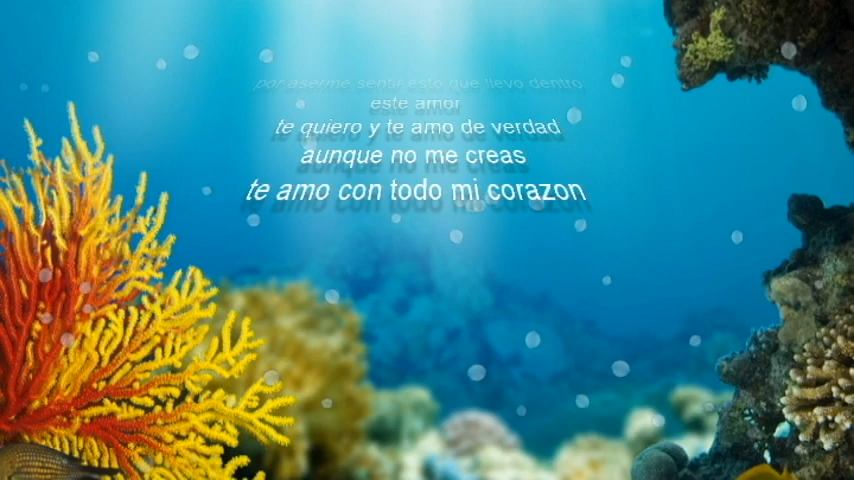 por aserme sentir esto que llevo dentro
este amor
te quiero y te amo de verdad
aunque no me creas
te amo con todo mi corazon